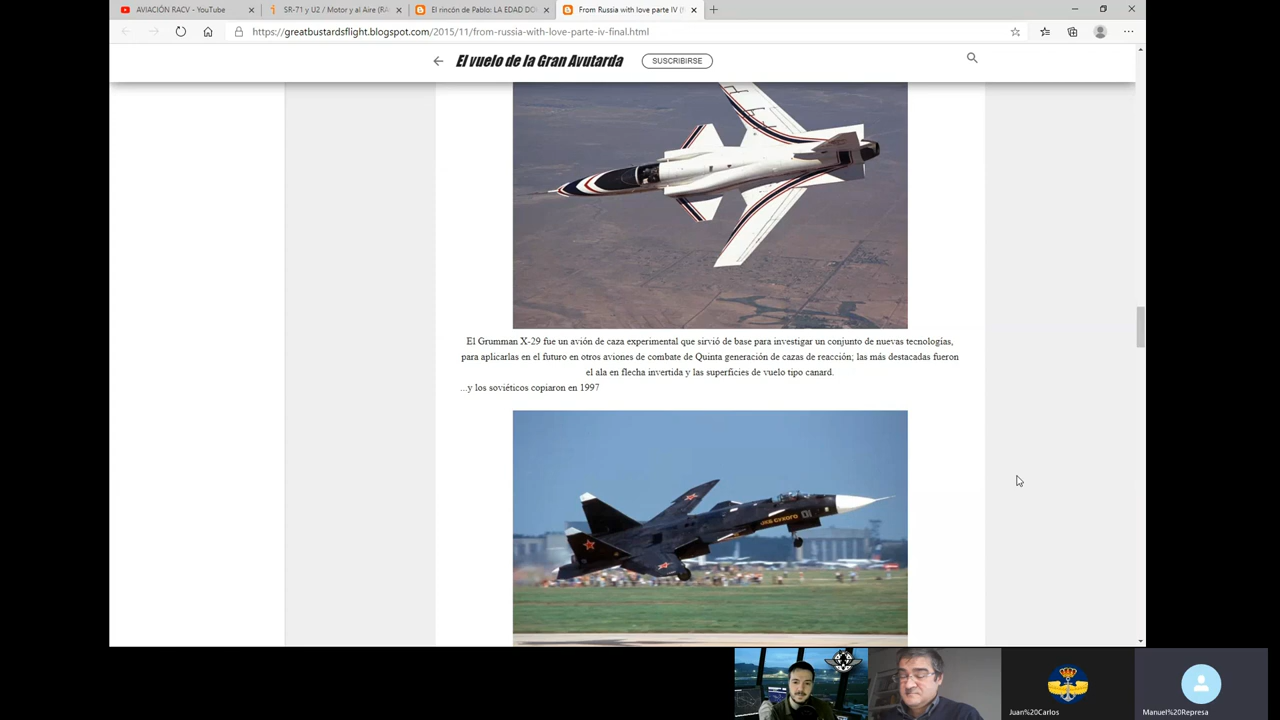 AVIACIÓN RACV - YouTube
SR-71 y U2 / Motor y al Aire (RA
El rincón de Pablo: LA EDAD DO
From Russia with love parte IV (f
https://greatbustardsflight.blogspot.com/2015/11/from-russia-with-love-parte-iv-final.html
El vuelo de la Gran Avutarda
SUSCRIBIRSE
El Grumman X-29 fue un avión de caza experimental que sirvió de base para investigar un conjunto de nuevas tecnologías,
para aplicarlas en el futuro en otros aviones de combate de Quinta generación de cazas de reacción; las más destacadas fueron
el ala en flecha invertida y las superficies de vuelo tipo canard.
...y los soviéticos copiaron en 1997
ОКБ СУХОГО 01
Juan%20Carlos
Manuel%20Represa